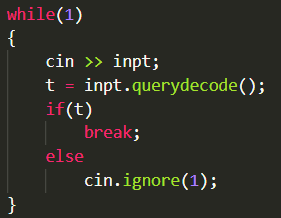 while(1)
{
    cin >> inpt;
    t = inpt.querydecode();
    if(t)
        break;
    else
        cin.ignore(1);
}